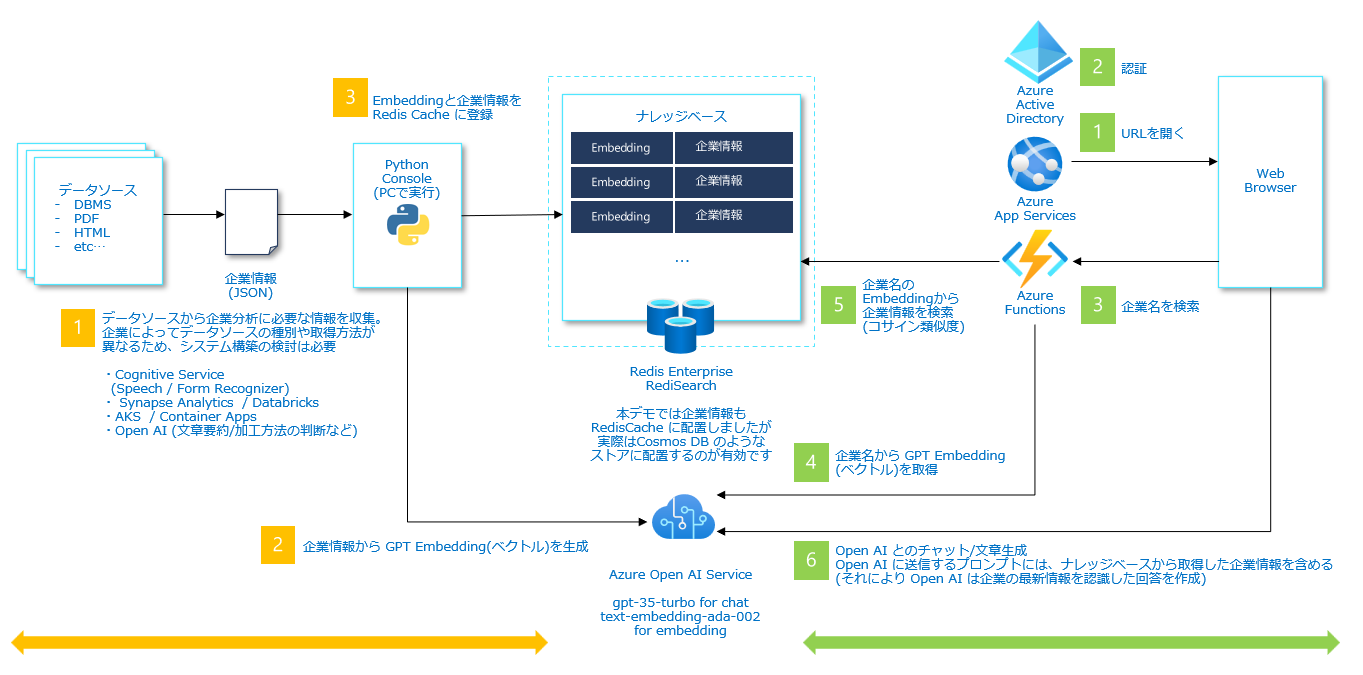 データソース
- DBMS
- PDF
- HTML
- etc…
企業情報
(JSON)
1
データソースから企業分析に必要な情報を収集。
企業によってデータソースの種別や取得方法が
異なるため、システム構築の検討は必要
・Cognitive Service
(Speech / Form Recognizer)
・ Synapse Analytics / Databricks
・AKS / Container Apps
・Open AI (文章要約/加工方法の判断など)
Python
Console
(PCで実行)
3
Embeddingと企業情報を
Redis Cache に登録
2
企業情報から GPT Embedding(ベクトル)を生成
ナレッジベース
Embedding 企業情報
Embedding 企業情報
Embedding 企業情報
…
Redis Enterprise
RediSearch
本デモでは企業情報も
RedisCache に配置しましたが
実際はCosmos DB のような
ストアに配置するのが有効です
Azure Open AI Service
gpt-35-turbo for chat
text-embedding-ada-002
for embedding
Azure
Active
Directory
2
認証
1
URLを開く
Azure
App Services
Web
Browser
Azure
Functions
3
企業名を検索
5
企業名の
Embeddingから
企業情報を検索
(コサイン類似度)
4
企業名から GPT Embedding
(ベクトル)を取得
6
Open AI とのチャット/文章生成
Open AI に送信するプロンプトには、ナレッジベースから取得した企業情報を含める
(それにより Open AI は企業の最新情報を認識した回答を作成)